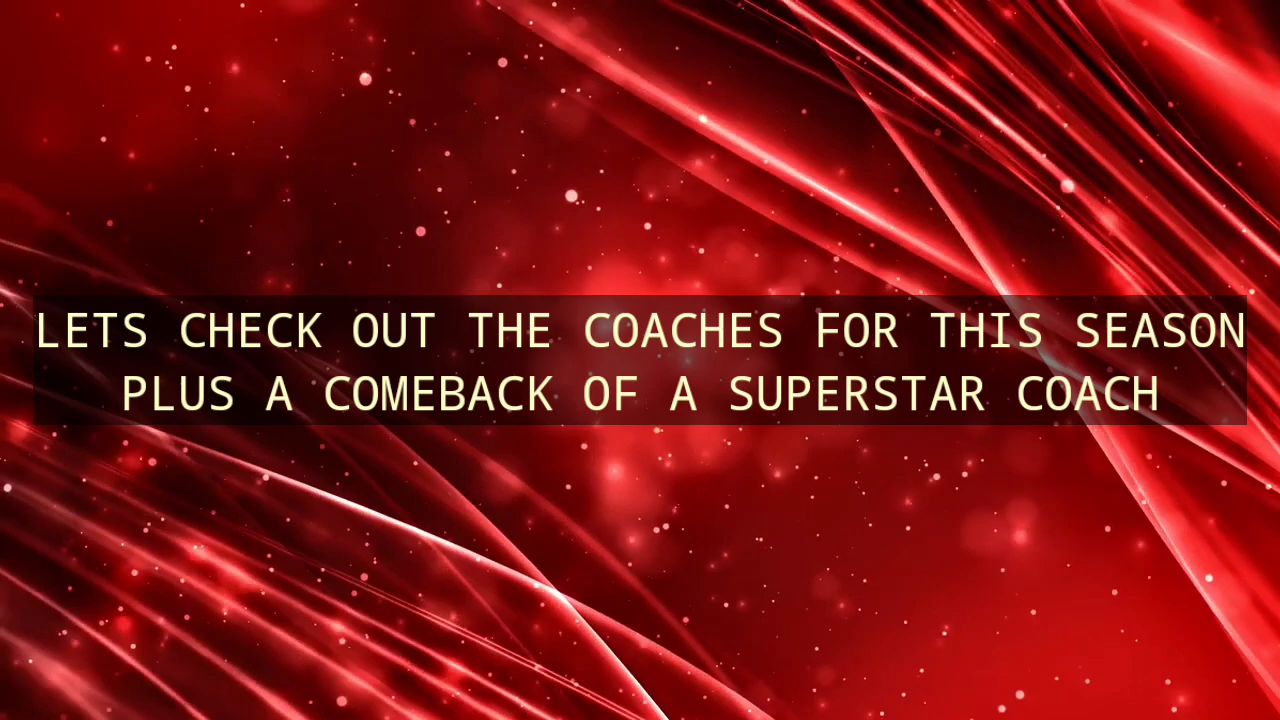 LETS CHECK OUT THE COACHES FOR THIS SEASON
PLUS A COMEBACK OF A SUPERSTAR COACH